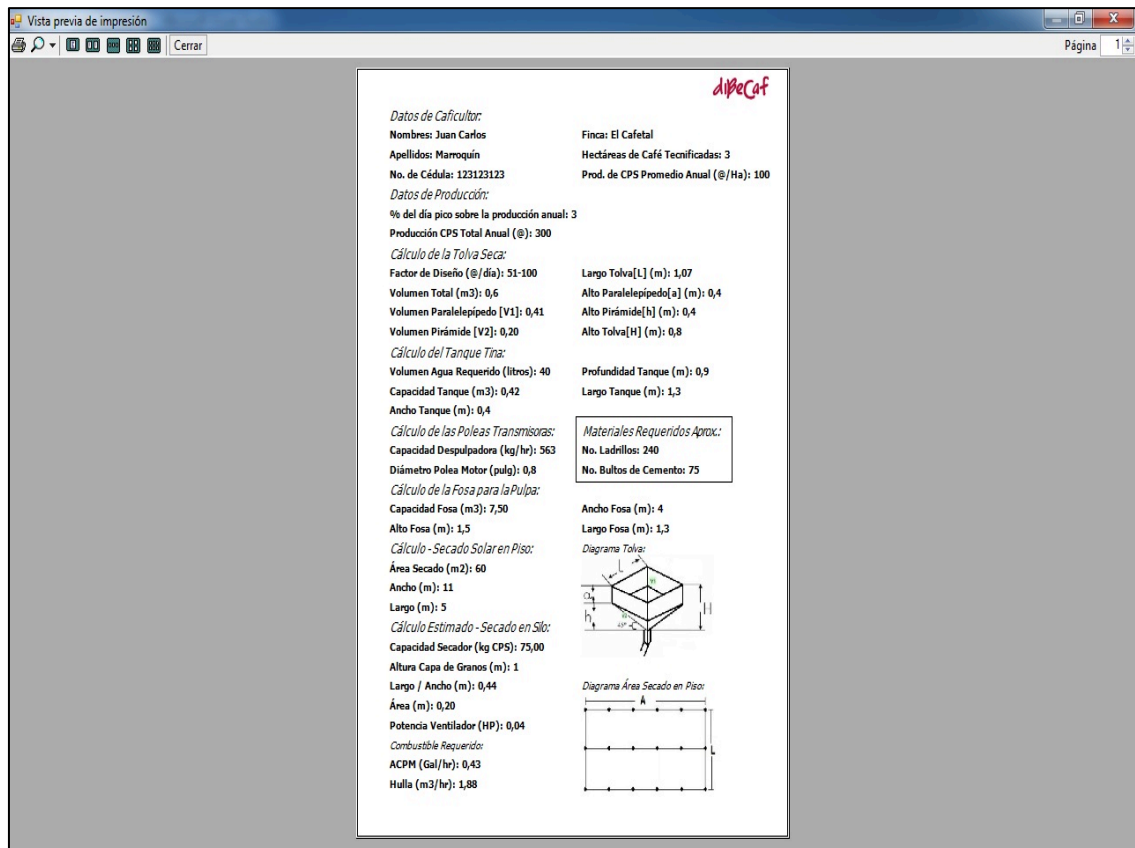 Vista previa de impresión
Cerrar
Página 1
dIBeCaf
Datos de Caficultor:
Nombres: Juan Carlos Finca: El Cafetal
Apellidos: Marroquín Hectáreas de Café Tecnificadas: 3
No. de Cédula: 123123123 Prod. de CPS Promedio Anual (@/Ha): 100
Datos de Producción:
% del día pico sobre la producción anual: 3
Producción CPS Total Anual (@): 300
Cálculo de la Tolva Seca:
Factor de Diseño (@/día): 51-100 Largo Tolva[L] (m): 1,07
Volumen Total (m3): 0,6 Alto Paralelepípedo[a] (m): 0,4
Volumen Paralelepípedo [V1]: 0,41 Alto Pirámide[h] (m): 0,4
Volumen Pirámide [V2]: 0,20 Alto Tolva[H] (m): 0,8
Cálculo del Tanque Tina:
Volumen Agua Requerido (litros): 40 Profundidad Tanque (m): 0,9
Capacidad Tanque (m3): 0,42 Largo Tanque (m): 1,3
Ancho Tanque (m): 0,4
Cálculo de las Poleas Transmisoras: Materiales Requeridos Aprox.:
Capacidad Despulpadora (kg/hr): 563 No. Ladrillos: 240
Diámetro Polea Motor (pulg): 0,8 No. Bultos de Cemento: 75
Cálculo de la Fosa para la Pulpa:
Capacidad Fosa (m3): 7,50 Ancho Fosa (m): 4
Alto Fosa (m): 1,5 Largo Fosa (m): 1,3
Cálculo - Secado Solar en Piso: Diagrama Tolva:
Área Secado (m2): 60
Ancho (m): 11
Largo (m): 5
L
a
h
H
C
Cálculo Estimado - Secado en Silo:
Capacidad Secador (kg CPS): 75,00
Altura Capa de Granos (m): 1
Largo / Ancho (m): 0,44 Diagrama Área Secado en Piso:
Área (m): 0,20 A
Potencia Ventilador (HP): 0,04
Combustible Requerido: L
ACPM (Gal/hr): 0,43
Hulla (m3/hr): 1,88